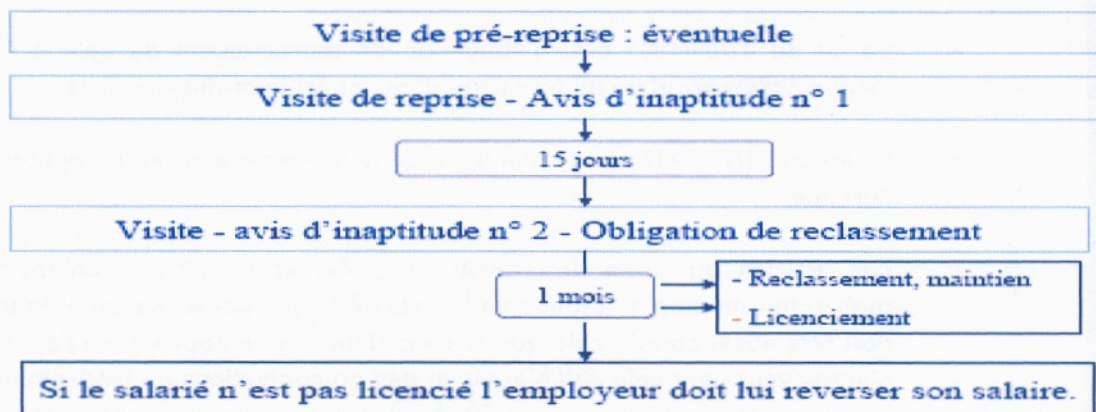 Visite de pré-reprise : éventuelle
Visite de reprise - Avis d'inaptitude n° 1
15 jours
Visite - avis d'inaptitude n° 2 - Obligation de reclassement
1 mois
- Reclassement, maintien
- Licenciement
Si le salarié n'est pas licencié l'employeur doit lui reverser son salaire.